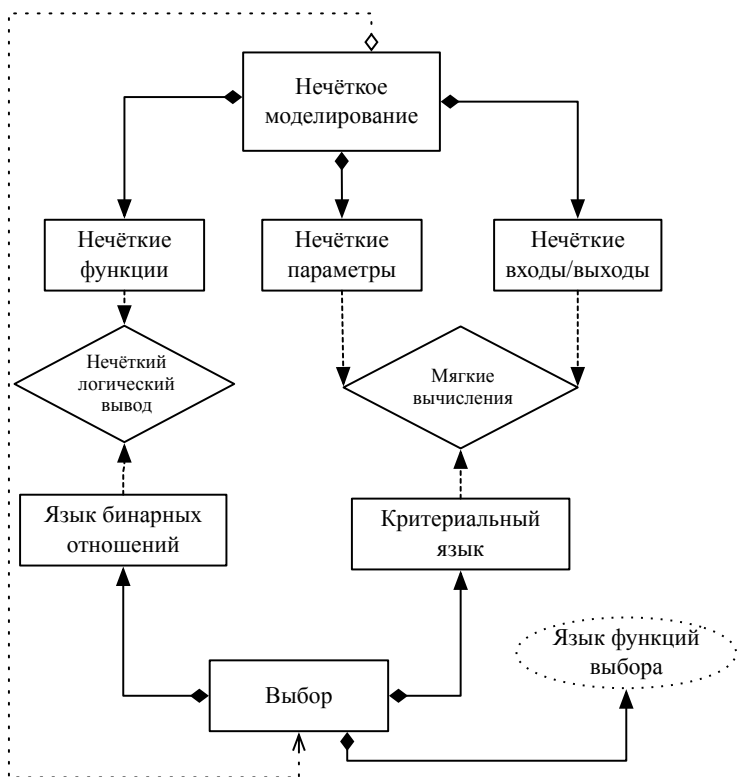 Нечёткое
моделирование
Нечёткие
функции
Нечёткие
параметры
Нечёткие
входы/выходы
Нечёткий
логический
вывод
Мягкие
вычисления
Язык бинарных
отношений
Критериальный
язык
Язык функций
выбора
Выбор